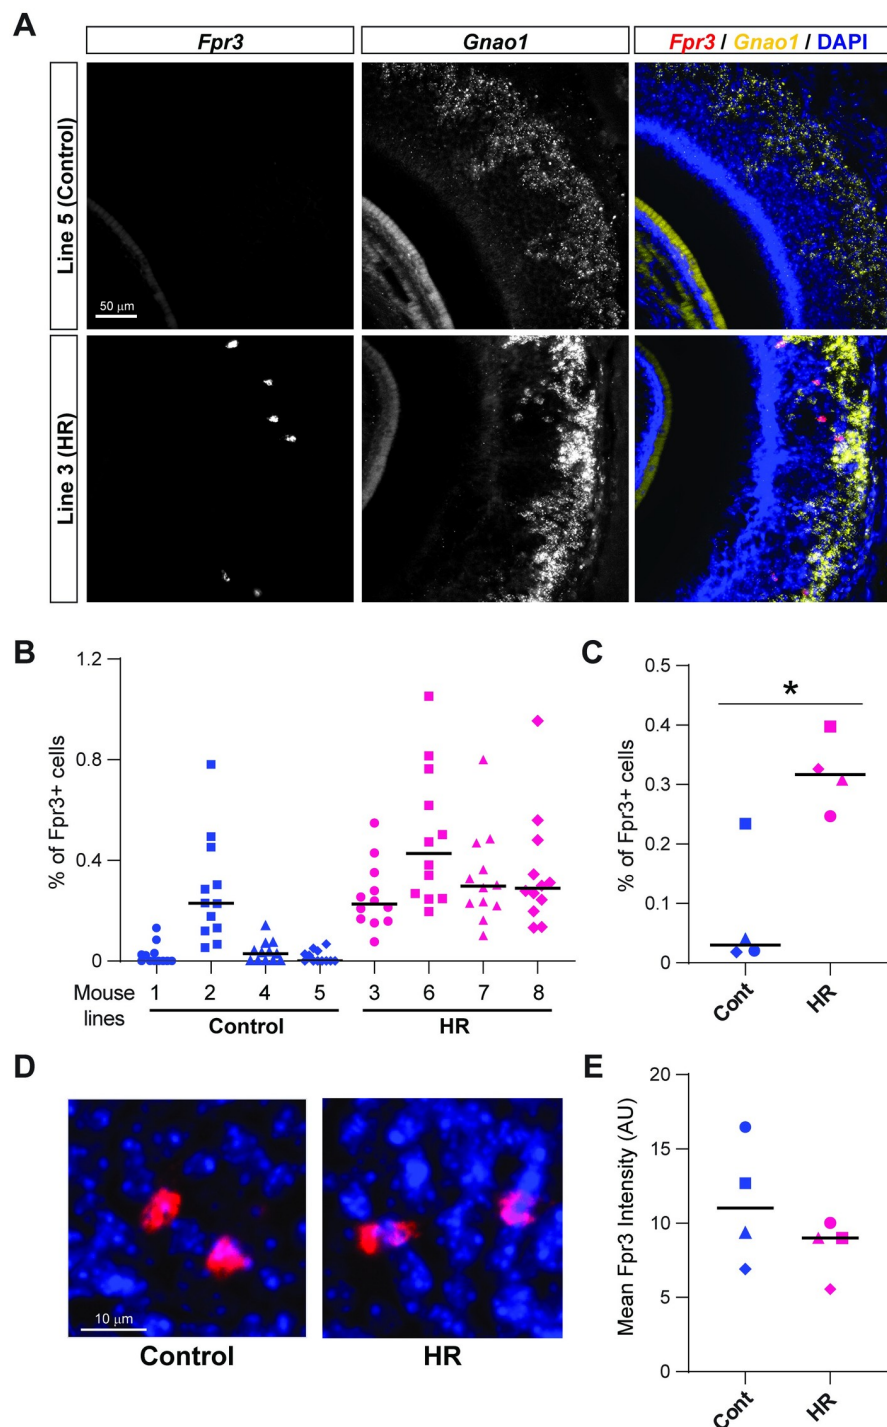 A
Fpr3
Gnao1
Fpr3 / Gnao1 / DAPI
Line 5 (Control)
50 μm
Line 3 (HR)
B
% of Fpr3+ cells
1.2
0.8
0.4
0
Mouse lines
1 2 4 5 3 6 7 8
Control HR
C
% of Fpr3+ cells
0.5
0.4
0.3
0.2
0.1
0
*
Cont HR
D
10 μm
Control HR
E
Mean Fpr3 Intensity (AU)
20
15
10
5
0
Cont HR